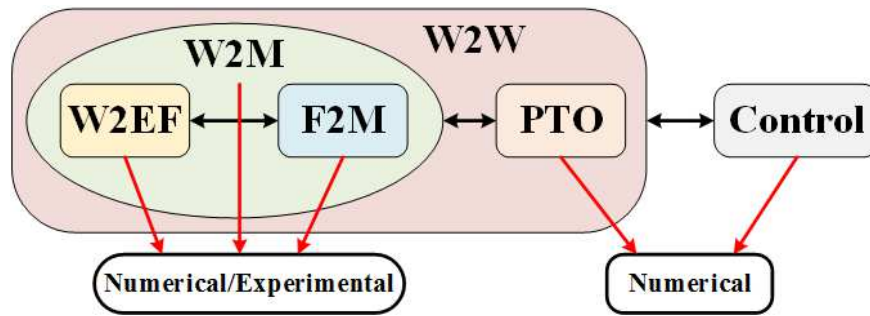 W2W
W2M
W2EF
F2M
PTO
Control
Numerical/Experimental
Numerical